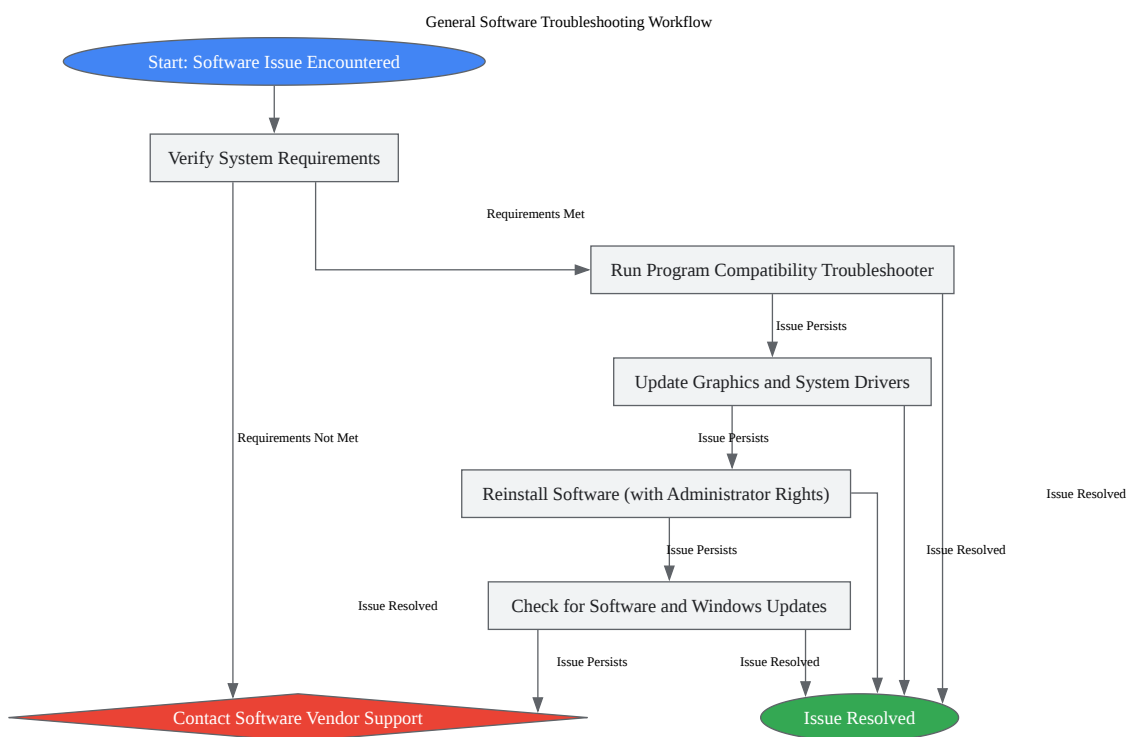 General Software Troubleshooting Workflow
Start: Software Issue Encountered
Verify System Requirements
Requirements Met
Run Program Compatibility Troubleshooter
Issue Persists
Update Graphics and System Drivers
Requirements Not Met
Issue Persists
Reinstall Software (with Administrator Rights)
Issue Resolved
Issue Persists
Issue Resolved
Issue Resolved
Check for Software and Windows Updates
Issue Persists
Issue Resolved
Contact Software Vendor Support
Issue Resolved